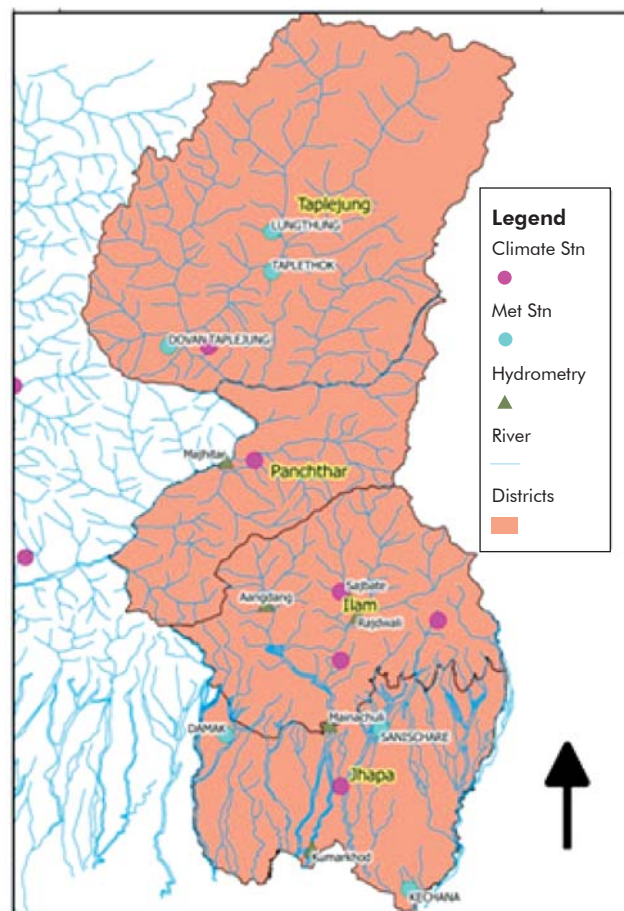 Taplejung
LUNGTHUNG
TAPLETHOK
DOVAN TAPLEJUNG
Majhitar
Panchthar
Sajbate
Aangdang
Ilam
Rajdwali
DAMAK
Mainachuli
SANISCHARE
Jhapa
Kumarkhod
KECHANA
Legend
Climate Stn
Met Stn
Hydrometry
River
Districts